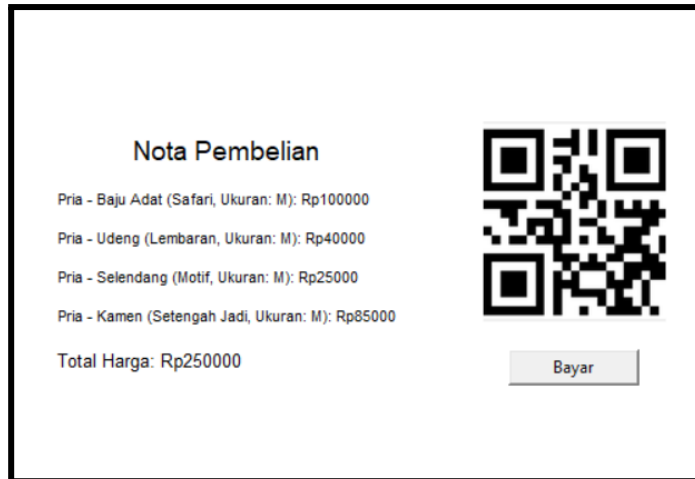 Nota Pembelian
Pria - Baju Adat (Safari, Ukuran: M): Rp100000
Pria - Udeng (Lembaran, Ukuran: M): Rp40000
Pria - Selendang (Motif, Ukuran: M): Rp25000
Pria - Kamen (Setengah Jadi, Ukuran: M): Rp85000
Total Harga: Rp250000
Bayar